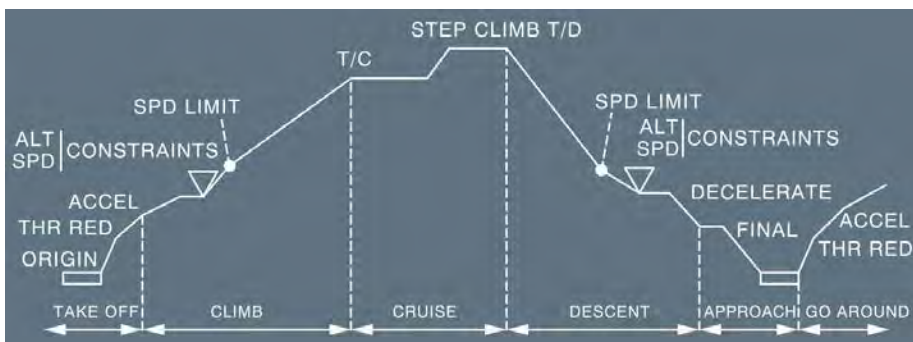 STEP CLIMB T/D
T/C
SPD LIMIT
SPD LIMIT
ALT
SPD
CONSTRAINTS
ALT
SPD
CONSTRAINTS
ACCEL
THR RED
ORIGIN
DECELERATE
FINAL
ACCEL
THR RED
TAKE OFF
CLIMB
CRUISE
DESCENT
APPROACH
GO AROUND